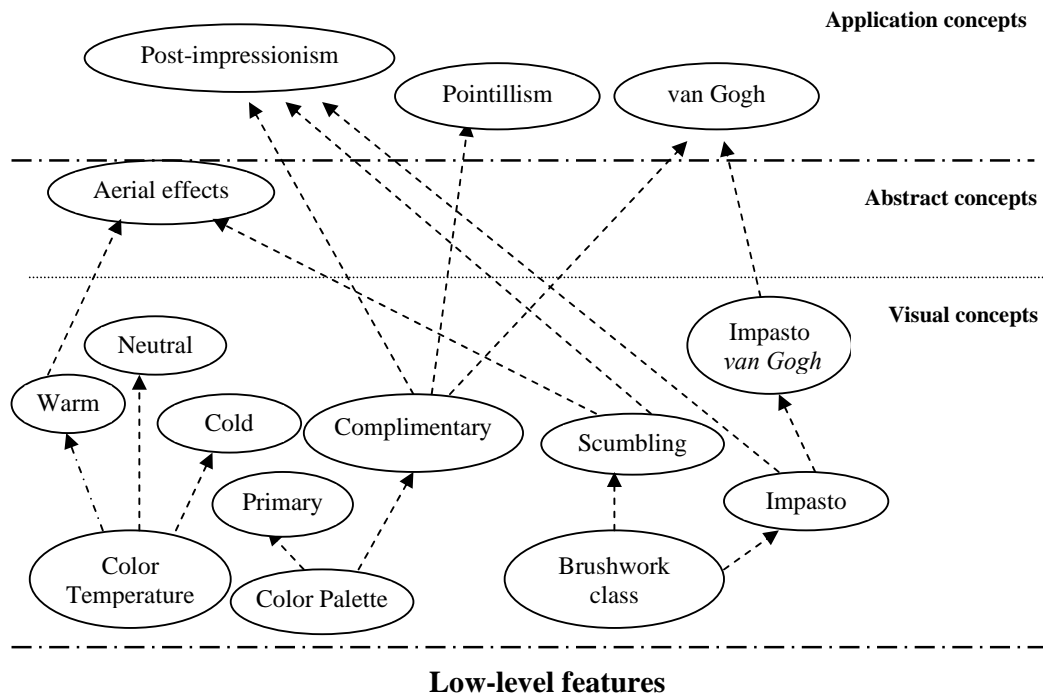 Application concepts
Post-impressionism
Pointillism
van Gogh
Aerial effects
Abstract concepts
Visual concepts
Neutral
Impasto
van Gogh
Warm
Cold
Complimentary
Scumbling
Primary
Impasto
Color
Temperature
Color Palette
Brushwork
class
Low-level features